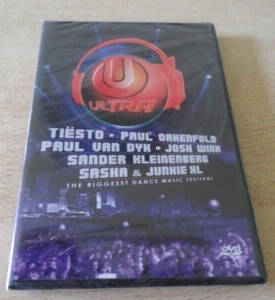 U
ULTRA
TIËSTO - PAUL OAKENFOLD
PAUL VAN DYK - JOSH WINK
SANDER KLEINENBERG
SASHA & JUNKIE XL
THE BIGGESST DANCE MUSIC FESTIVAL
DVD